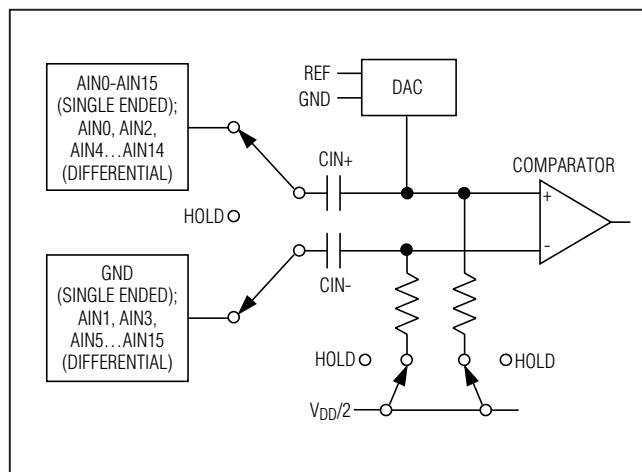 AIN0-AIN15
(SINGLE ENDED);
AIN0, AIN2,
AIN4...AIN14
(DIFFERENTIAL)
REF
GND
DAC
CIN+
COMPARATOR
+
-
HOLD
GND
(SINGLE ENDED);
AIN1, AIN3,
AIN5...AIN15
(DIFFERENTIAL)
CIN-
HOLD
HOLD
VDD/2